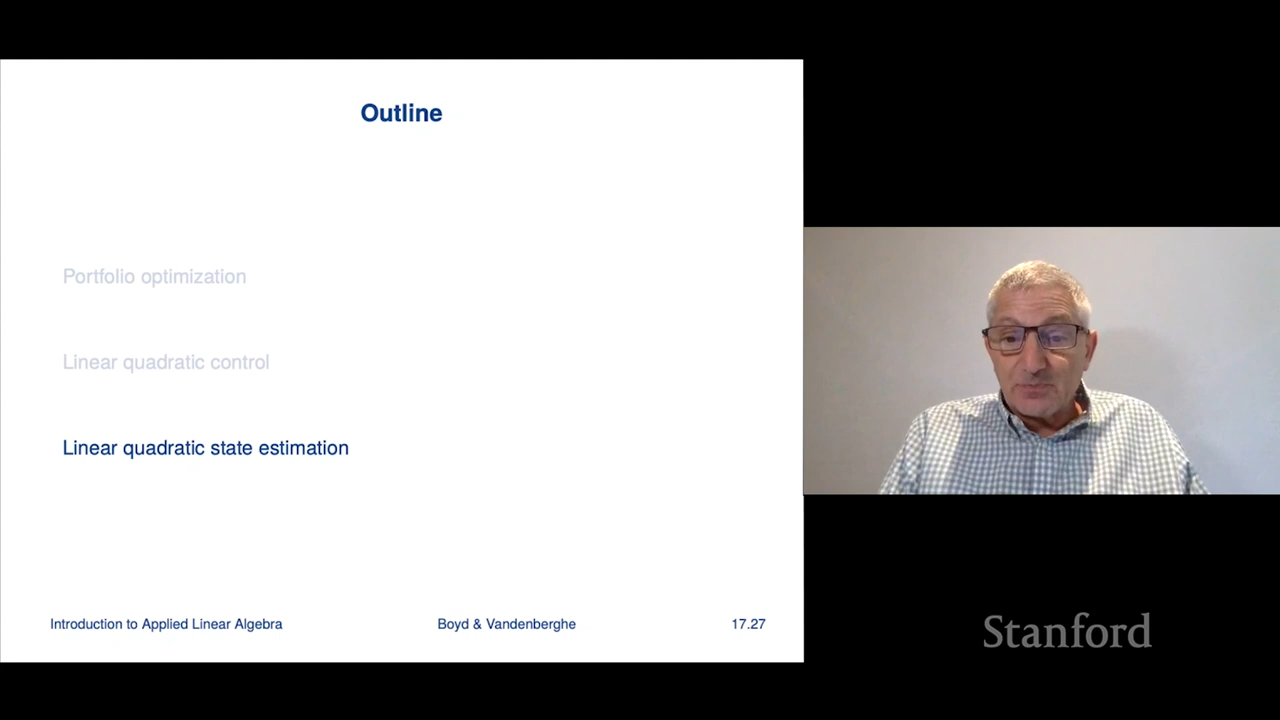 Outline
Portfolio optimization
Linear quadratic control
Linear quadratic state estimation
Introduction to Applied Linear Algebra
Boyd & Vandenberghe
17.27
Stanford